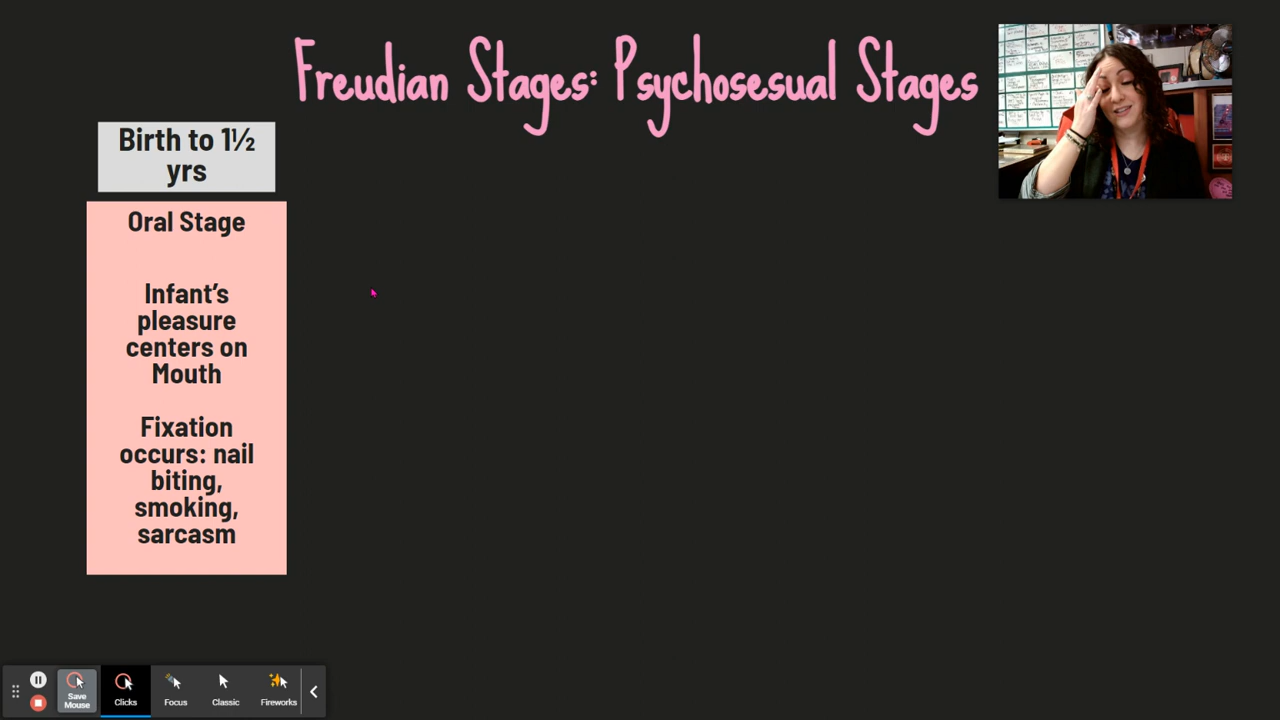 Freudian Stages: Psychosesual Stages
Birth to 1½
yrs
Oral Stage
Infant’s
pleasure
centers on
Mouth
Fixation
occurs: nail
biting,
smoking,
sarcasm
Save
Mouse
Clicks
Focus
Classic
Fireworks